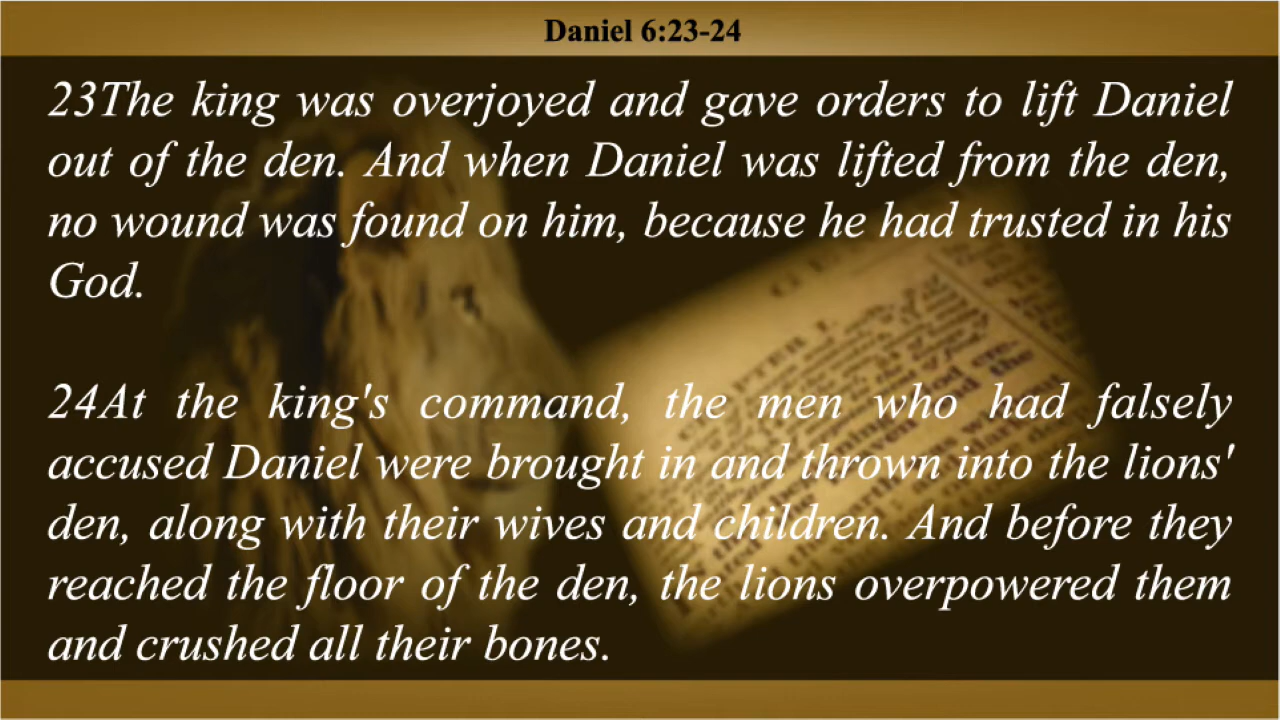 Daniel 6:23-24
23The king was overjoyed and gave orders to lift Daniel
out of the den. And when Daniel was lifted from the den,
no wound was found on him, because he had trusted in his
God.
24At the king's command, the men who had falsely
accused Daniel were brought in and thrown into the lions'
den, along with their wives and children. And before they
reached the floor of the den, the lions overpowered them
and crushed all their bones.